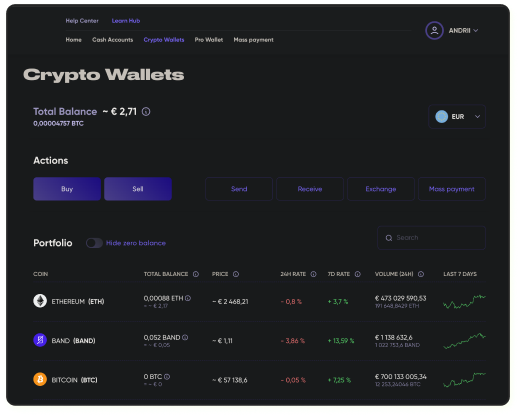 Help Center Learn Hub
Home Cash Accounts Crypto Wallets Pro Wallet Mass payment
ANDRII
Crypto Wallets
Total Balance ~ € 2,71
0,00004757 BTC
EUR
Actions
Buy Sell Send Receive Exchange Mass payment
Portfolio Hide zero balance Search
COIN TOTAL BALANCE PRICE 24H RATE 7D RATE VOLUME (24H) LAST 7 DAYS
ETHEREUM (ETH) 0,00088 ETH ~ € 2 468,21 - 0,8 % + 3,7 % € 473 029 590,53
≈ ~ € 2,17 191 648,8429 ETH
BAND (BAND) 0,052 BAND ~ € 1,11 - 3,86 % + 13,59 % € 1 138 632,6
≈ ~ € 0,05 1 022 753,6 BAND
BITCOIN (BTC) 0 BTC ~ € 57 138,6 - 0,05 % + 7,25 % € 700 133 005,34
≈ ~ € 0 12 253,24044 BTC